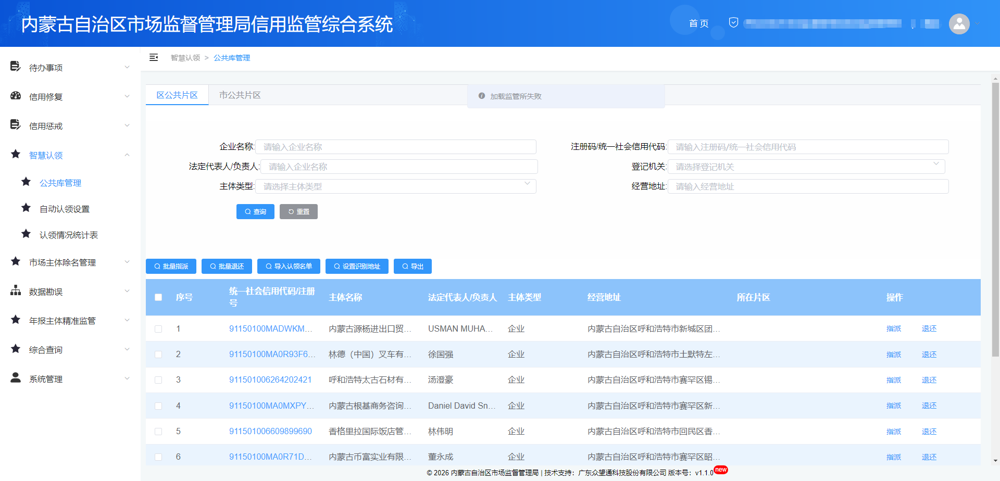 内蒙古自治区市场监督管理局信用监管综合系统
首页
待办事项
信用修复
信用惩戒
智慧认领
公共库管理
自动认领设置
认领情况统计表
市场主体除名管理
数据勘误
年报主体精准监管
综合查询
系统管理
智慧认领 > 公共库管理
区公共片区 市公共片区
加载监管所失败
企业名称: 请输入企业名称 注册码/统一社会信用代码: 请输入注册码/统一社会信用代码
法定代表人/负责人: 请输入企业名称 登记机关: 请选择登记机关
主体类型: 请选择主体类型 经营地址: 请输入经营地址
查询 重置
批量指派 批量退还 导入认领名单 设置识别地址 导出
序号 统一社会信用代码/注册号 主体名称 法定代表人/负责人 主体类型 经营地址 所在片区 操作
1 91150100MADWKM... 内蒙古源杨进出口贸... USMAN MUHA... 企业 内蒙古自治区呼和浩特市新城区团... 指派 退还
2 91150100MA0R93F6... 林德（中国）叉车有... 徐国强 企业 内蒙古自治区呼和浩特市土默特左... 指派 退还
3 911501006264202421 呼和浩特太古石材有... 汤澄豪 企业 内蒙古自治区呼和浩特市赛罕区锡... 指派 退还
4 91150100MA0MXPY... 内蒙古根基商务咨询... Daniel David Sn... 企业 内蒙古自治区呼和浩特市赛罕区新... 指派 退还
5 911501006609899690 香格里拉国际饭店管... 林伟明 企业 内蒙古自治区呼和浩特市回民区香... 指派 退还
6 91150100MA0R71D... 内蒙古币富实业有限... 董永成 企业 内蒙古自治区呼和浩特市赛罕区昭... 指派 退还
© 2026 内蒙古自治区市场监督管理局 | 技术支持：广东众望通科技股份有限公司 版本号：v1.1.0 new